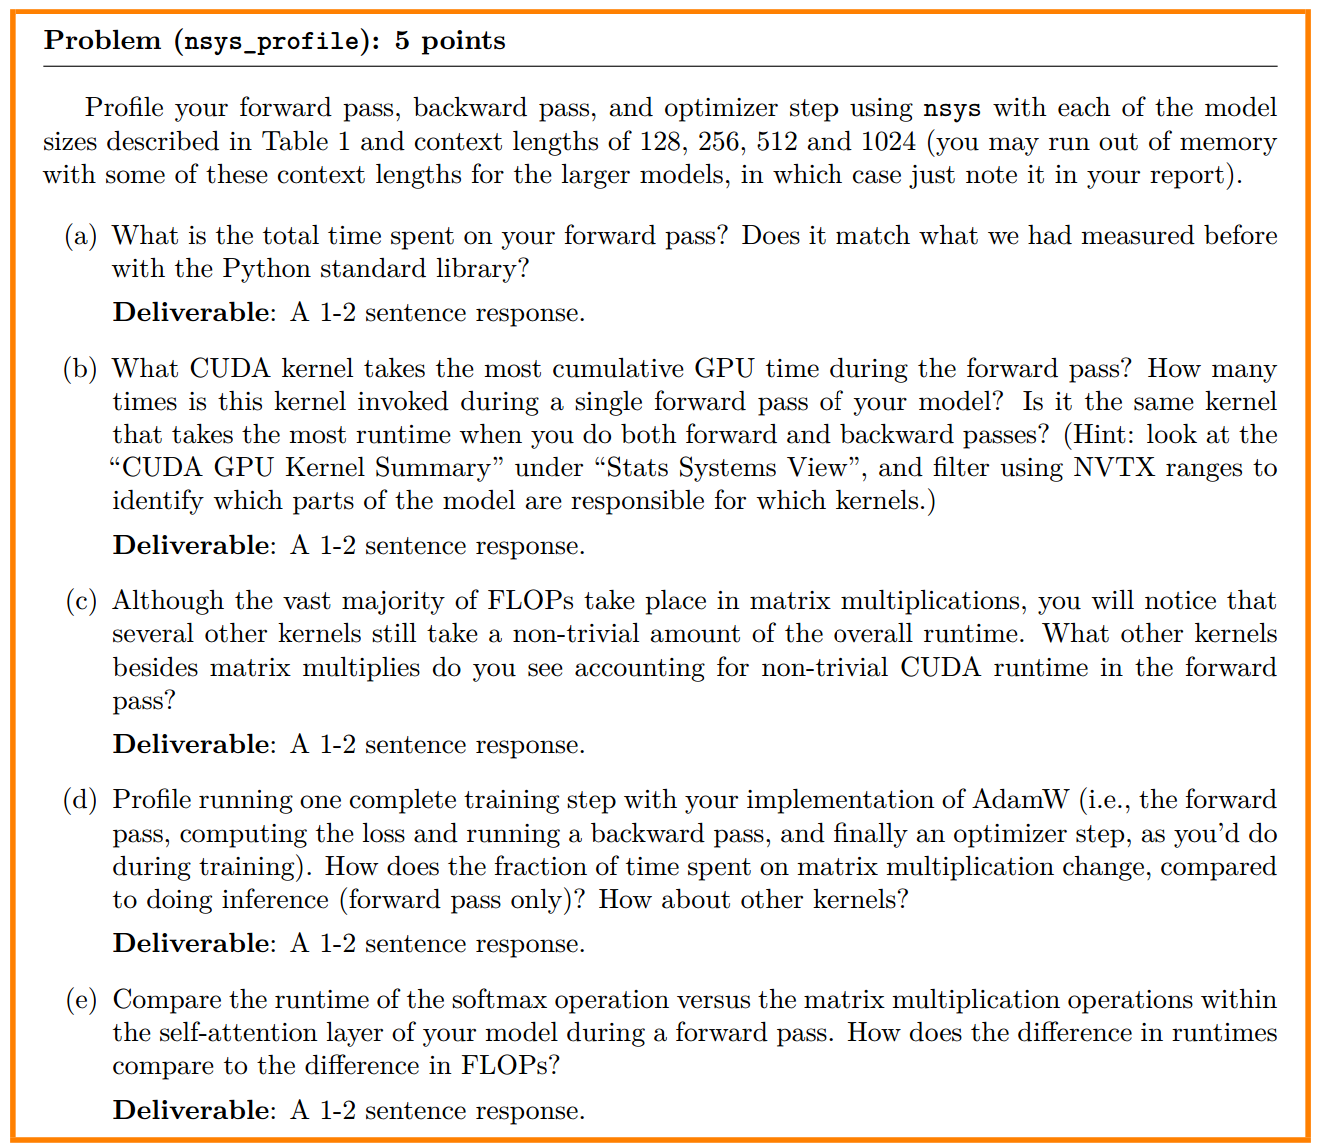 Problem (nsys_profile): 5 points
Profile your forward pass, backward pass, and optimizer step using nsys with each of the model
sizes described in Table 1 and context lengths of 128, 256, 512 and 1024 (you may run out of memory
with some of these context lengths for the larger models, in which case just note it in your report).
(a) What is the total time spent on your forward pass? Does it match what we had measured before
with the Python standard library?
Deliverable: A 1-2 sentence response.
(b) What CUDA kernel takes the most cumulative GPU time during the forward pass? How many
times is this kernel invoked during a single forward pass of your model? Is it the same kernel
that takes the most runtime when you do both forward and backward passes? (Hint: look at the
“CUDA GPU Kernel Summary” under “Stats Systems View”, and filter using NVTX ranges to
identify which parts of the model are responsible for which kernels.)
Deliverable: A 1-2 sentence response.
(c) Although the vast majority of FLOPs take place in matrix multiplications, you will notice that
several other kernels still take a non-trivial amount of the overall runtime. What other kernels
besides matrix multiplies do you see accounting for non-trivial CUDA runtime in the forward
pass?
Deliverable: A 1-2 sentence response.
(d) Profile running one complete training step with your implementation of AdamW (i.e., the forward
pass, computing the loss and running a backward pass, and finally an optimizer step, as you’d do
during training). How does the fraction of time spent on matrix multiplication change, compared
to doing inference (forward pass only)? How about other kernels?
Deliverable: A 1-2 sentence response.
(e) Compare the runtime of the softmax operation versus the matrix multiplication operations within
the self-attention layer of your model during a forward pass. How does the difference in runtimes
compare to the difference in FLOPs?
Deliverable: A 1-2 sentence response.